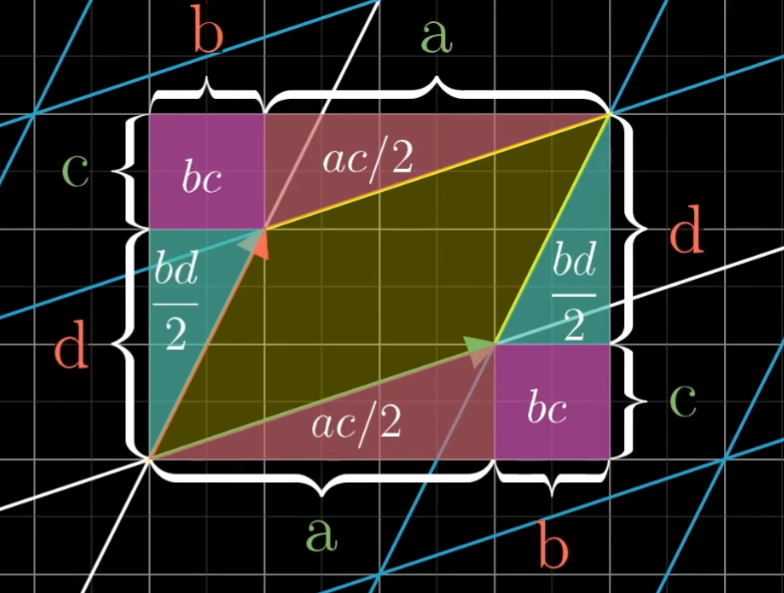 b a
c bc ac/2
bd/2 bd/2 d
d
ac/2 bc c
a b